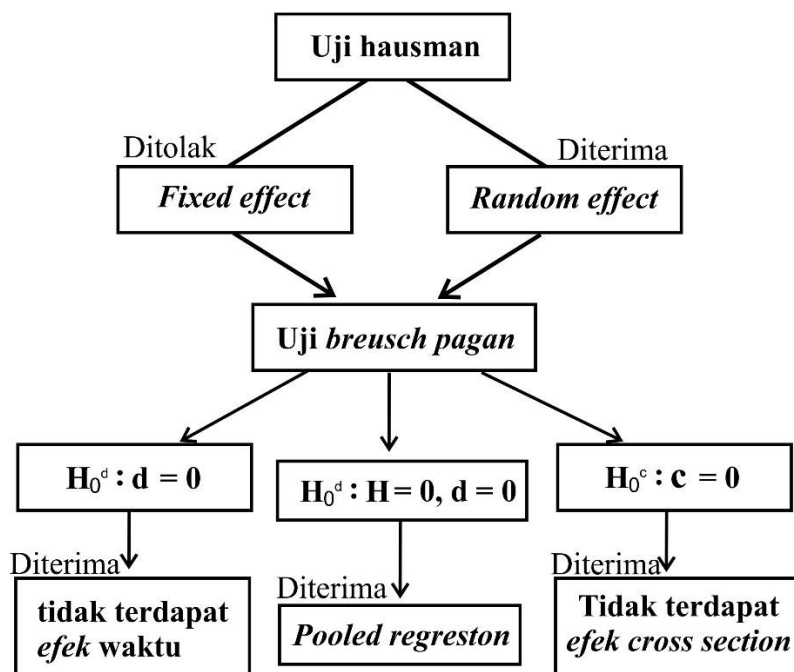 Uji hausman
Ditolak
Diterima
Fixed effect
Random effect
Uji breusch pagan
H₀ᵈ : d = 0
H₀ᵈ : H = 0, d = 0
H₀ᶜ : c = 0
Diterima
Diterima
Diterima
tidak terdapat
efek waktu
Pooled regreston
Tidak terdapat
efek cross section